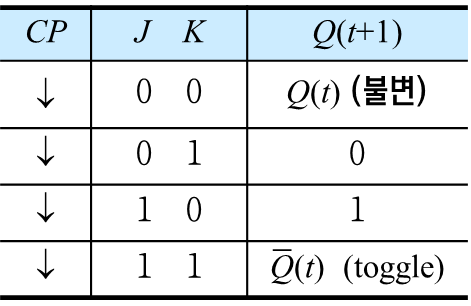 CP J K Q(t+1)
↓ 0 0 Q(t) (불변)
↓ 0 1 0
↓ 1 0 1
↓ 1 1 Q̅(t) (toggle)